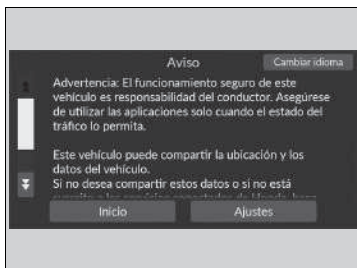 Aviso
Cambiar idioma
Advertencia: El funcionamiento seguro de este
vehículo es responsabilidad del conductor. Asegúrese
de utilizar las aplicaciones solo cuando el estado del
tráfico lo permita.
Este vehículo puede compartir la ubicación y los
datos del vehículo.
Si no desea compartir estos datos o si no está
Inicio
Ajustes